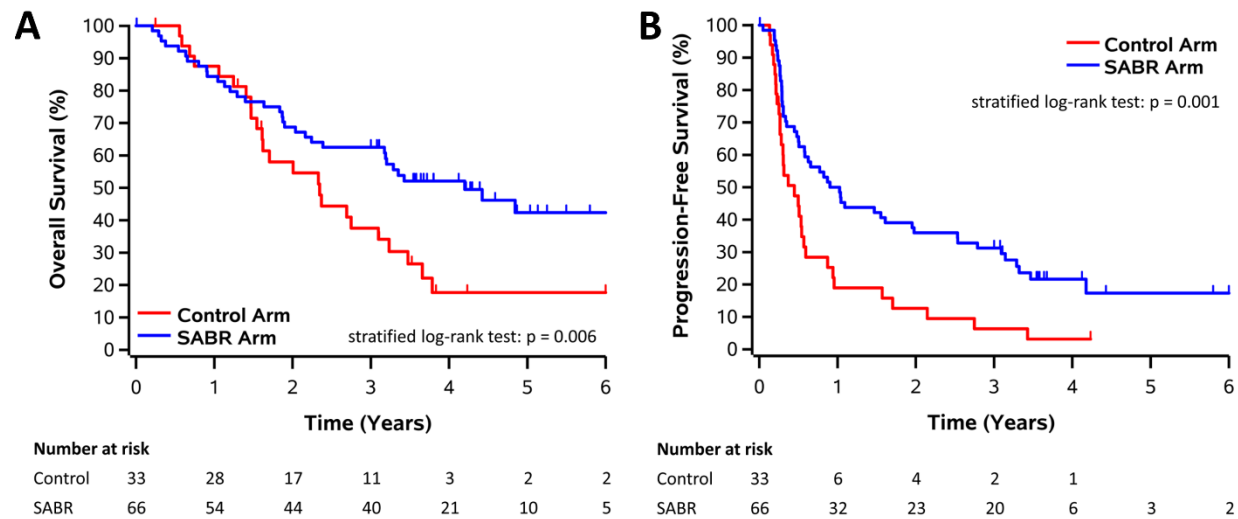 A
Overall Survival (%)
100
90
80
70
60
50
40
30
20
10
0
Control Arm
SABR Arm
stratified log-rank test: p = 0.006
0 1 2 3 4 5 6
Time (Years)
Number at risk
Control 33 28 17 11 3 2 2
SABR 66 54 44 40 21 10 5
B
Progression-Free Survival (%)
100
90
80
70
60
50
40
30
20
10
0
Control Arm
SABR Arm
stratified log-rank test: p = 0.001
0 1 2 3 4 5 6
Time (Years)
Number at risk
Control 33 6 4 2 1
SABR 66 32 23 20 6 3 2